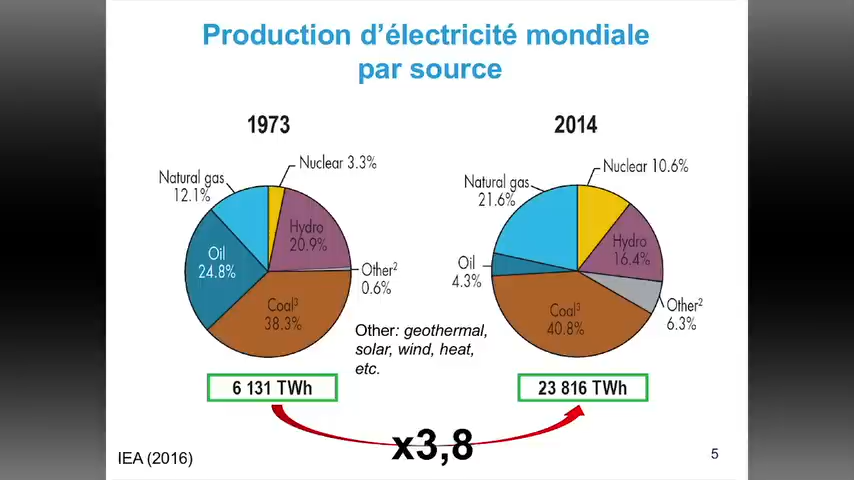 Production d'électricité mondiale
par source
1973
2014
Nuclear 3.3%
Natural gas
12.1%
Hydro
20.9%
Oil
24.8%
Other²
0.6%
Coal³
38.3%
Nuclear 10.6%
Natural gas
21.6%
Hydro
16.4%
Oil
4.3%
Other²
6.3%
Coal³
40.8%
Other: geothermal,
solar, wind, heat,
etc.
6 131 TWh
23 816 TWh
x3,8
IEA (2016)
5